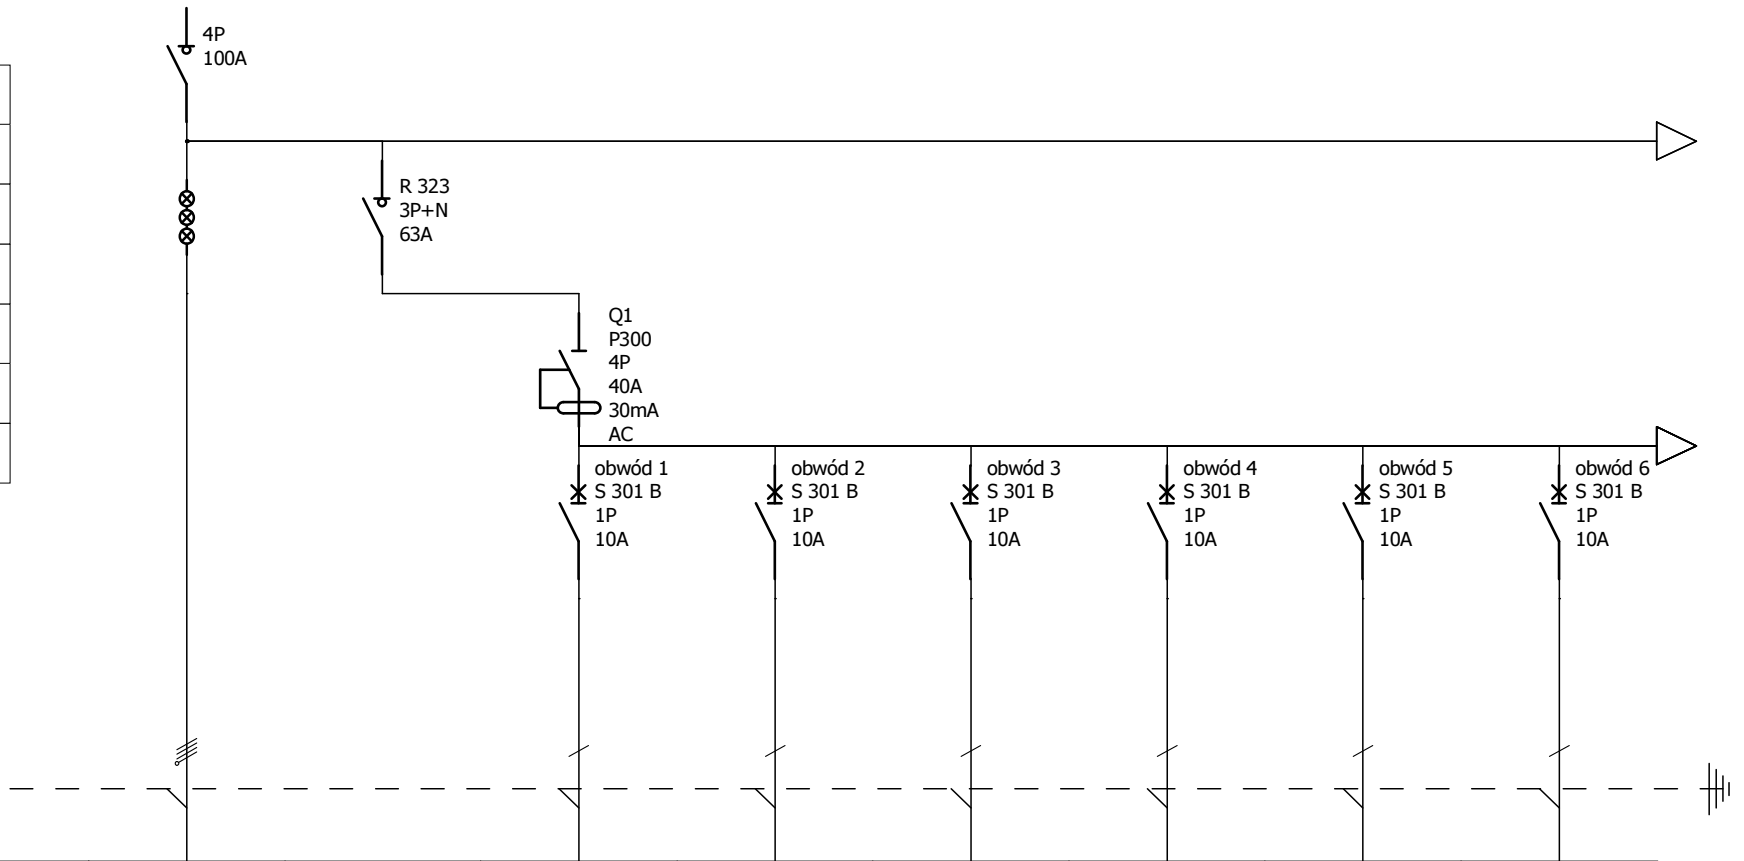 4P
100A
R 323
3P+N
63A
Q1
P300
4P
40A
30mA
AC
obwód 1
S 301 B
1P
10A
obwód 2
S 301 B
1P
10A
obwód 3
S 301 B
1P
10A
obwód 4
S 301 B
1P
10A
obwód 5
S 301 B
1P
10A
obwód 6
S 301 B
1P
10A